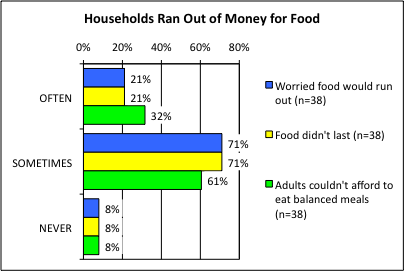 Households Ran Out of Money for Food
0% 20% 40% 60% 80%
OFTEN
21%
21%
32%
SOMETIMES
71%
71%
61%
NEVER
8%
8%
8%
Worried food would run
out (n=38)
Food didn't last (n=38)
Adults couldn't afford to
eat balanced meals
(n=38)